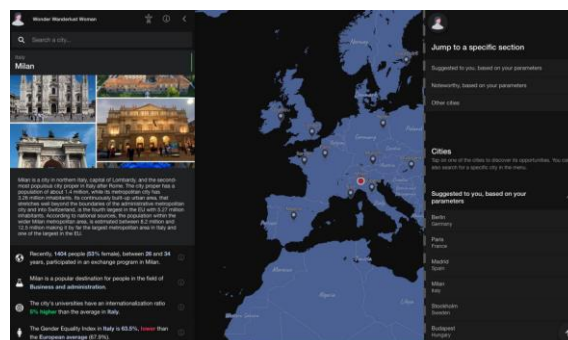 Wonder Wanderlust Women
Search a city...
Italy
Milan
Milan is a city in northern Italy, capital of Lombardy, and the second-
most populous city proper in Italy after Rome. The city proper has a
population of about 1.4 million, while its metropolitan city has
3.26 million inhabitants. Its continuously built-up urban area, that
stretches well beyond the boundaries of the administrative metropolitan
city and into Switzerland, is the fourth largest in the EU with 5.27 million
inhabitants. According to national sources, the population within the
wider Milan metropolitan area, is estimated between 8.2 million and
12.5 million making it by far the largest metropolitan area in Italy and
one of the largest in the EU.
Recently, 1404 people (53% female), between 26 and 34
years, participated in an exchange program in Milan.
Milan is a popular destination for people in the field of
Business and administration.
The city's universities have an internationalization ratio
5% higher than the average in Italy.
The Gender Equality Index in Italy is 63.5%, lower than
the European average (67.9%).
Norway
Germany
France
Spain
Algeria
Jump to a specific section
Suggested to you, based on your parameters
Noteworthy, based on your parameters
Other cities
Cities
Tap on one of the cities to discover its opportunities. You can
also search for a specific city in the menu.
Suggested to you, based on your
parameters
Berlin
Germany
Paris
France
Madrid
Spain
Milan
Italy
Stockholm
Sweden
Budapest
Hungary